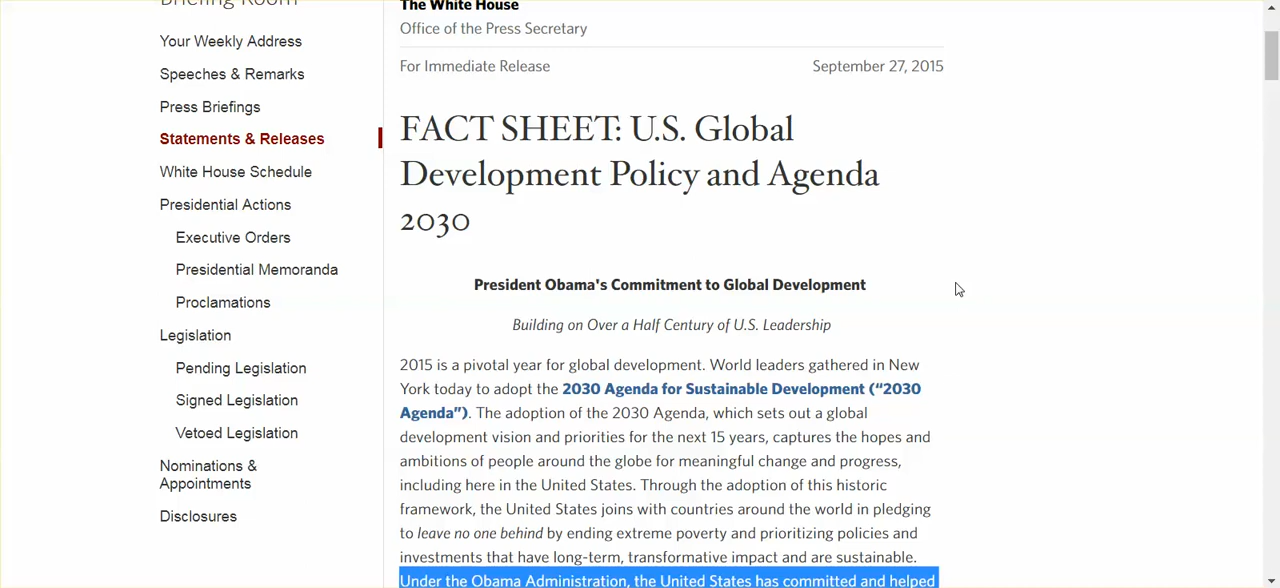 Briefing Room
Your Weekly Address
Speeches & Remarks
Press Briefings
Statements & Releases
White House Schedule
Presidential Actions
Executive Orders
Presidential Memoranda
Proclamations
Legislation
Pending Legislation
Signed Legislation
Vetoed Legislation
Nominations &
Appointments
Disclosures
The White House
Office of the Press Secretary
For Immediate Release September 27, 2015
FACT SHEET: U.S. Global
Development Policy and Agenda
2030
President Obama's Commitment to Global Development
Building on Over a Half Century of U.S. Leadership
2015 is a pivotal year for global development. World leaders gathered in New
York today to adopt the 2030 Agenda for Sustainable Development (“2030
Agenda”). The adoption of the 2030 Agenda, which sets out a global
development vision and priorities for the next 15 years, captures the hopes and
ambitions of people around the globe for meaningful change and progress,
including here in the United States. Through the adoption of this historic
framework, the United States joins with countries around the world in pledging
to leave no one behind by ending extreme poverty and prioritizing policies and
investments that have long-term, transformative impact and are sustainable.
Under the Obama Administration, the United States has committed and helped